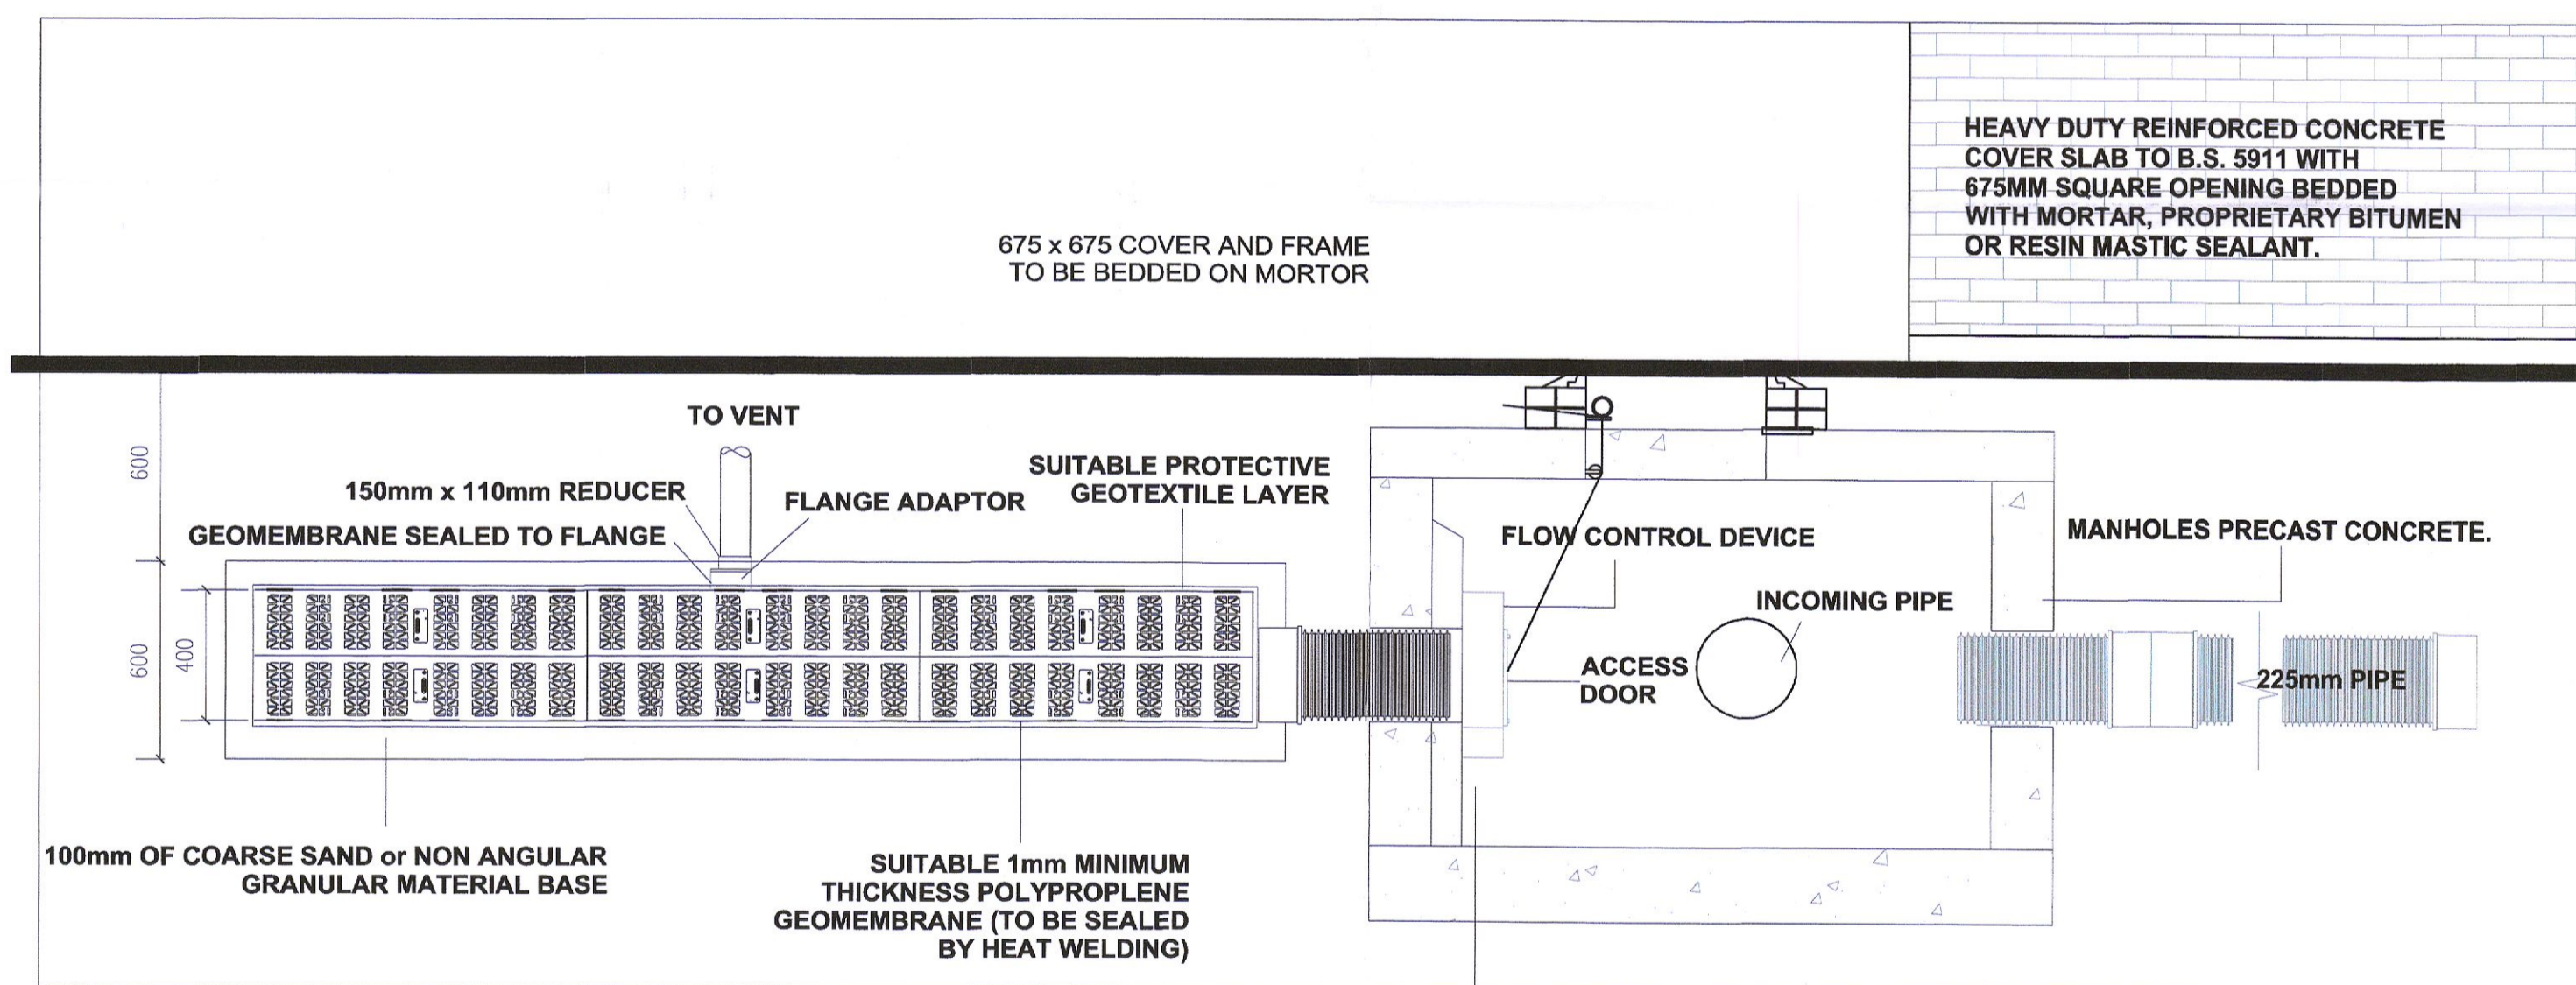 HEAVY DUTY REINFORCED CONCRETE
COVER SLAB TO B.S. 5911 WITH
675MM SQUARE OPENING BEDDED
WITH MORTAR, PROPRIETARY BITUMEN
OR RESIN MASTIC SEALANT.
675 x 675 COVER AND FRAME
TO BE BEDDED ON MORTOR
TO VENT
600
150mm x 110mm REDUCER
FLANGE ADAPTOR
SUITABLE PROTECTIVE
GEOTEXTILE LAYER
GEOMEMBRANE SEALED TO FLANGE
FLOW CONTROL DEVICE
MANHOLES PRECAST CONCRETE.
INCOMING PIPE
600
400
ACCESS
DOOR
225mm PIPE
100mm OF COARSE SAND or NON ANGULAR
GRANULAR MATERIAL BASE
SUITABLE 1mm MINIMUM
THICKNESS POLYPROPLENE
GEOMEMBRANE (TO BE SEALED
BY HEAT WELDING)